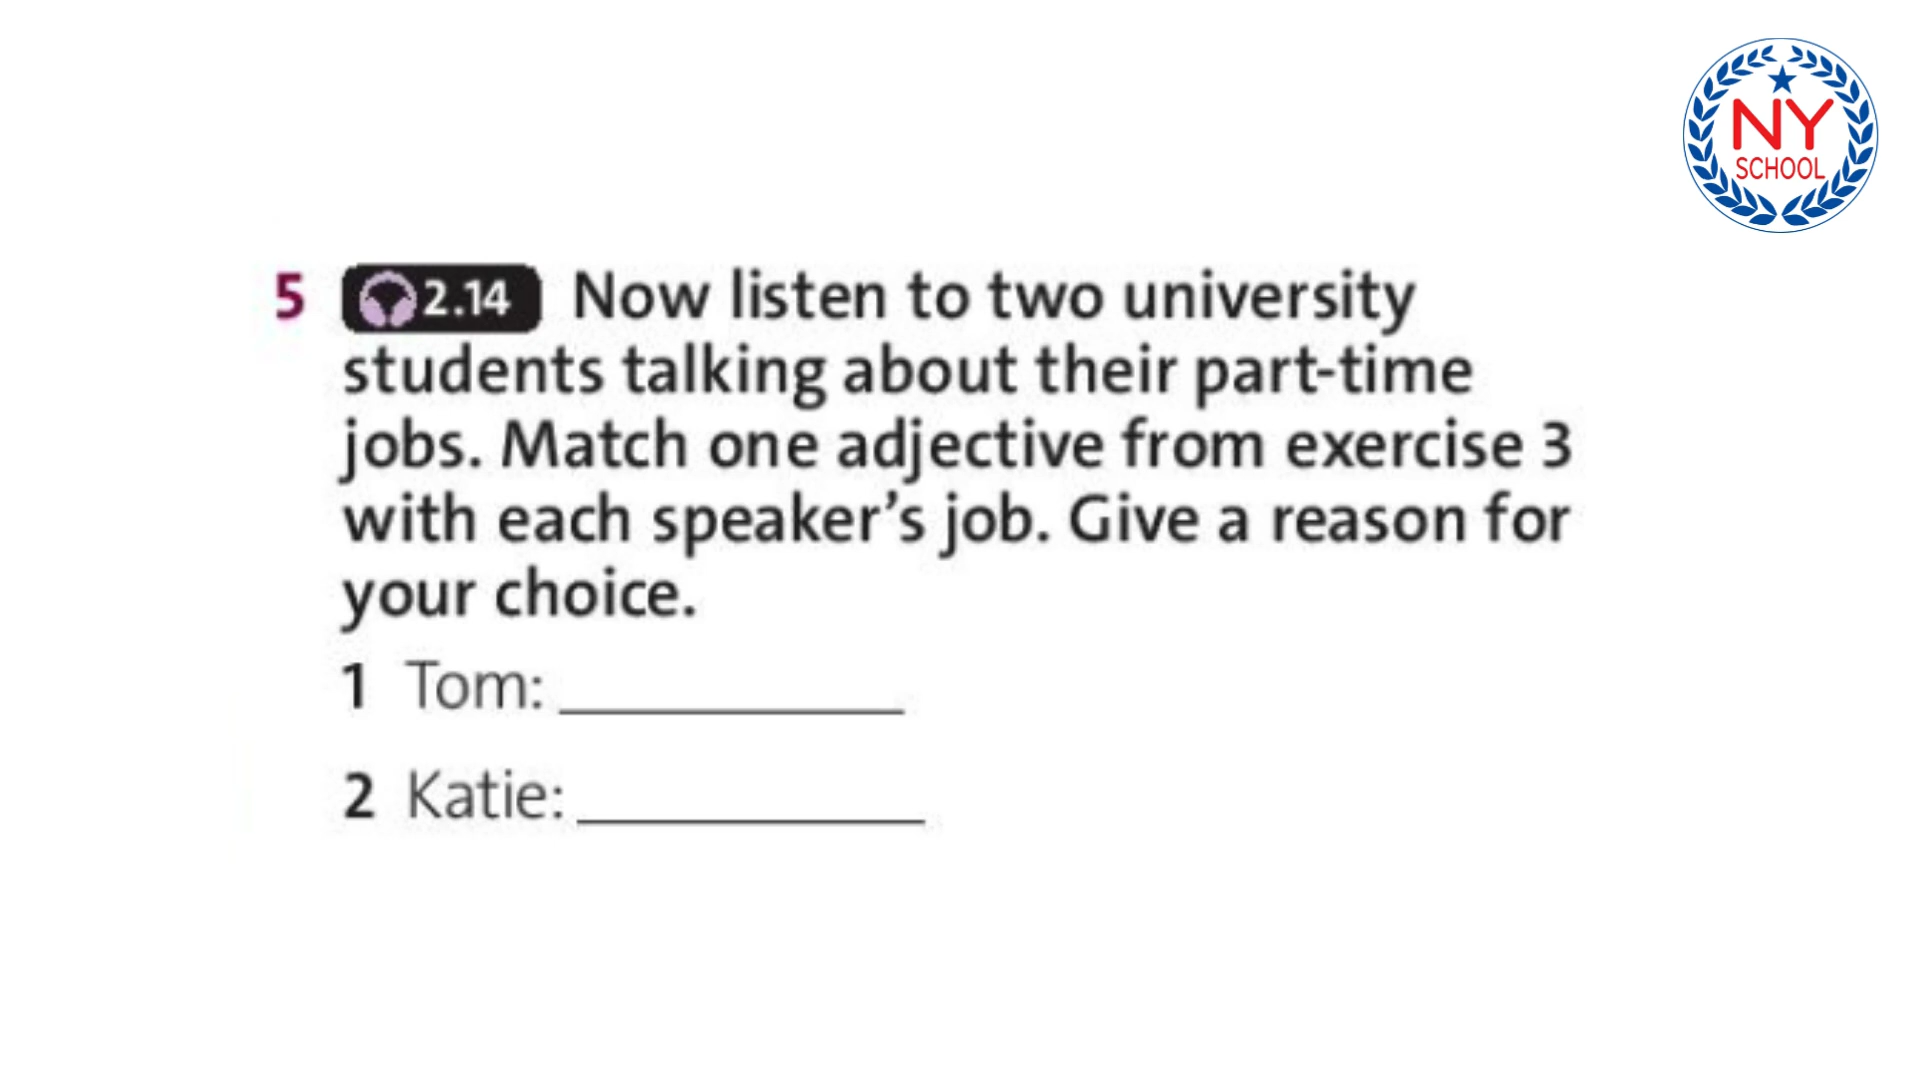 NY
SCHOOL
5 2.14 Now listen to two university
students talking about their part-time
jobs. Match one adjective from exercise 3
with each speaker’s job. Give a reason for
your choice.
1 Tom: ___________
2 Katie: ___________